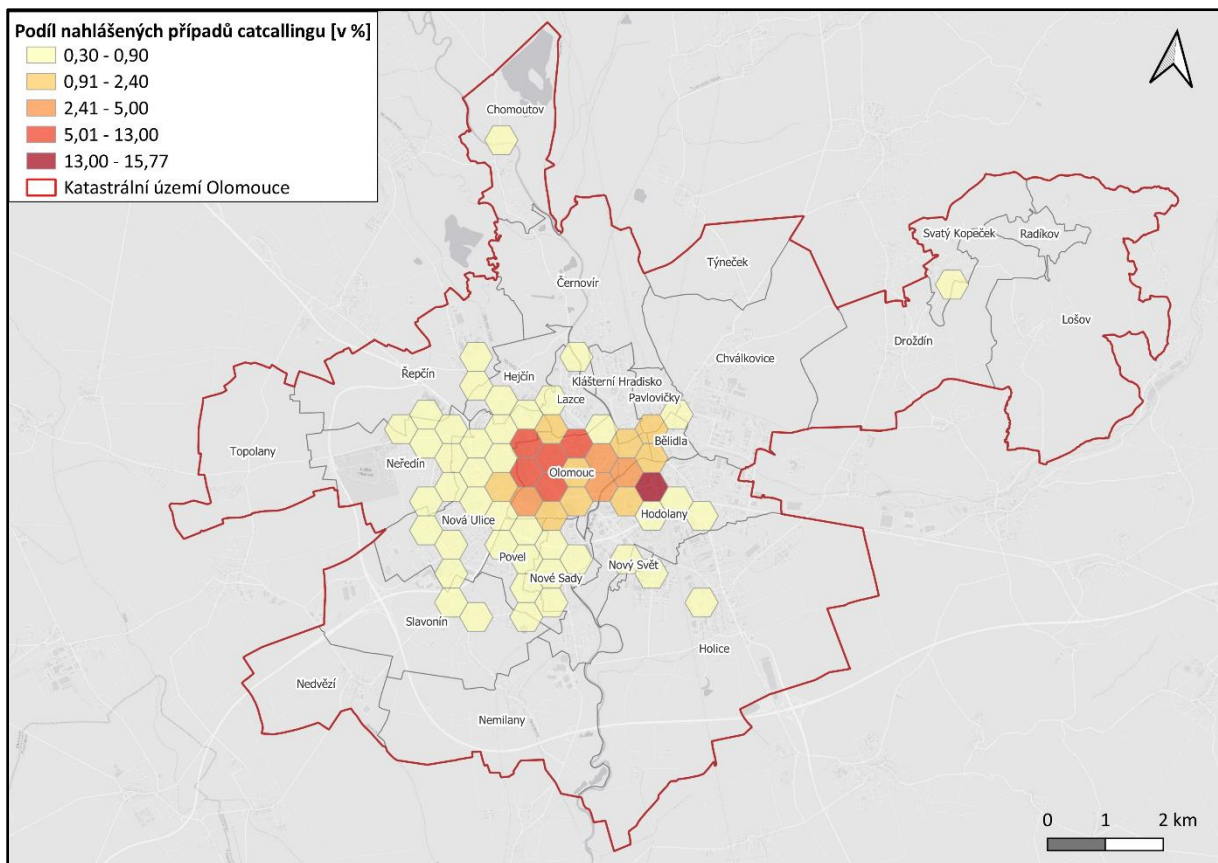 Podíl nahlášených případů catcallingu [v %]
0,30 - 0,90
0,91 - 2,40
2,41 - 5,00
5,01 - 13,00
13,00 - 15,77
Katastrální území Olomouce
Chomoutov
Svatý Kopeček
Radíkov
Týneček
Černovír
Lošov
Droždín
Chválkovice
Řepčín
Hejčín
Klášterní Hradisko
Lazce
Pavlovičky
Bělidla
Topolany
Neředín
Olomouc
Nová Ulice
Hodolany
Povel
Nový Svět
Nové Sady
Slavonín
Holice
Nedvězí
Nemilany
0 1 2 km